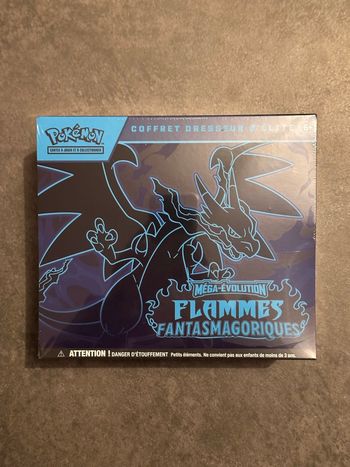 COFFRET DRESSEUR D'ÉLITE
POKÉMON
CARTES À JOUER ET À COLLECTIONNER
MÉGA-ÉVOLUTION
FLAMMES
FANTASMAGORIQUES
ATTENTION ! DANGER D'ÉTOUFFEMENT Petits éléments. Ne convient pas aux enfants de moins de 3 ans.